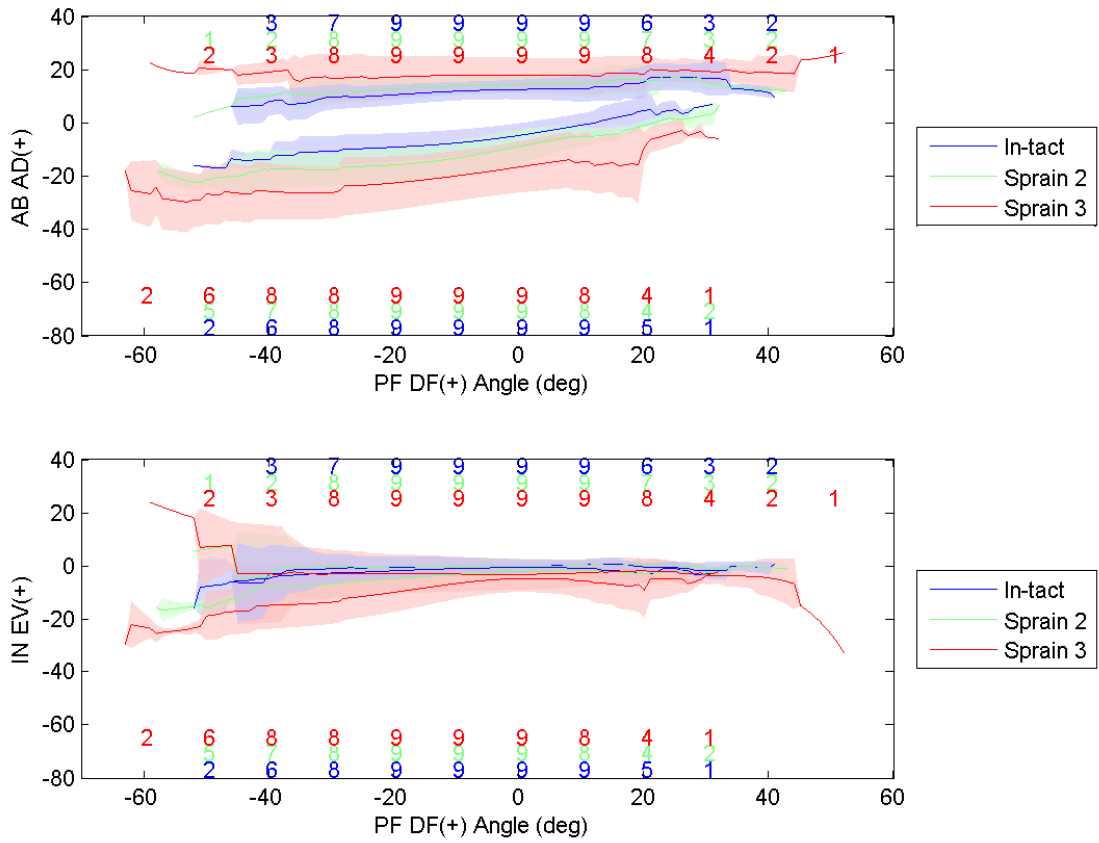 40
3 7 9 9 9 9 6 3 2
1 2 8 9 9 9 9 7 3 2
2 3 8 9 9 9 9 8 4 2 1
20
0
-20
-40
-60
-80
AB AD(+)
2 6 8 8 9 9 9 8 4 1
5 7 8 9 9 9 8 4 2
2 6 8 9 9 9 9 5 1
-60 -40 -20 0 20 40 60
PF DF(+) Angle (deg)
In-tact
Sprain 2
Sprain 3
40
3 7 9 9 9 9 6 3 2
1 2 8 9 9 9 9 7 3 2
2 3 8 9 9 9 9 8 4 2 1
20
0
-20
-40
-60
-80
IN EV(+)
2 6 8 8 9 9 9 8 4 1
5 7 8 9 9 9 8 4 2
2 6 8 9 9 9 9 5 1
-60 -40 -20 0 20 40 60
PF DF(+) Angle (deg)
In-tact
Sprain 2
Sprain 3